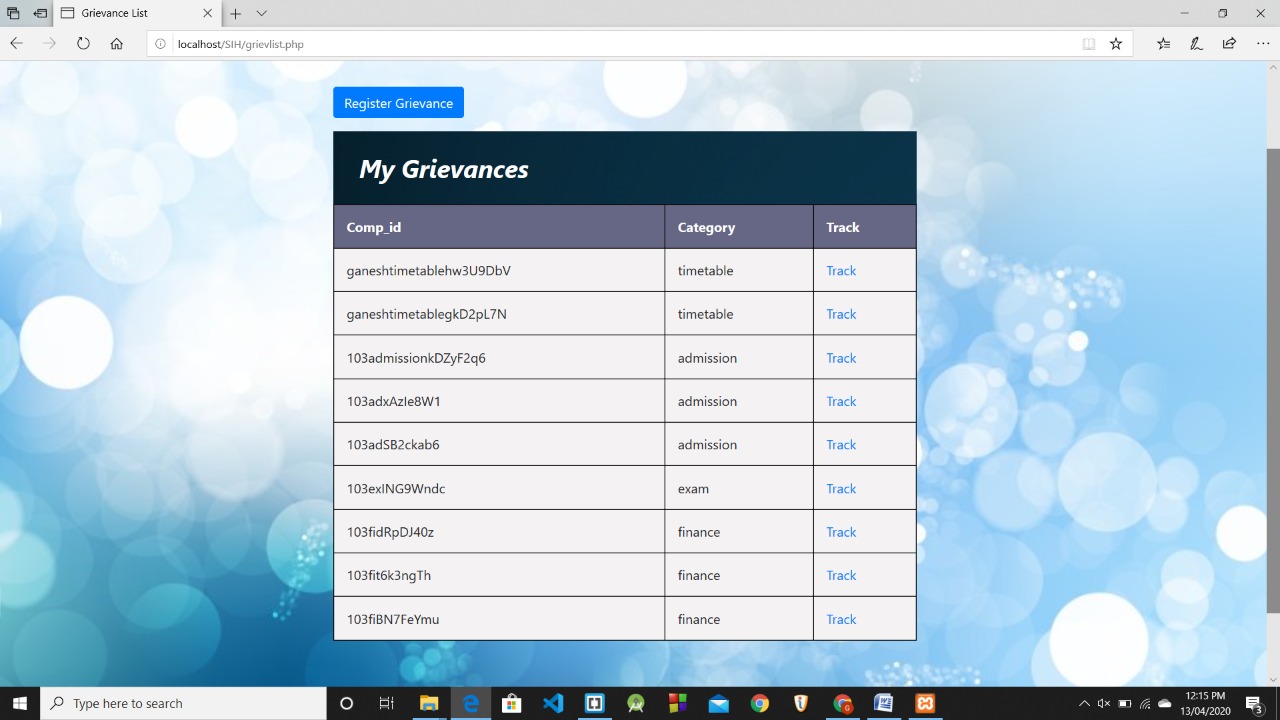 Grievance List
localhost/SIH/grievlist.php
Register Grievance
My Grievances
Comp_id Category Track
ganeshtimetablehw3U9DbV timetable Track
ganeshtimetablegkD2pL7N timetable Track
103admissionkDZyF2q6 admission Track
103adxAzIe8W1 admission Track
103adSB2ckab6 admission Track
103exING9Wndc exam Track
103fidRpDJ40z finance Track
103fit6k3ngTh finance Track
103fiBN7FeYmu finance Track
Type here to search
12:15 PM
13/04/2020
3